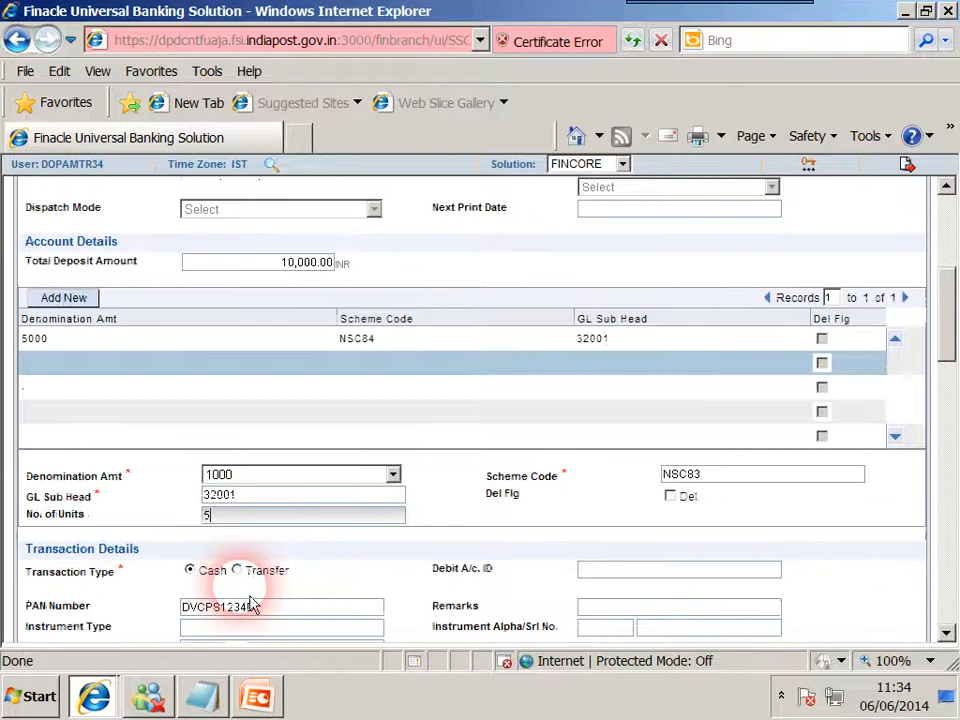 Finacle Universal Banking Solution - Windows Internet Explorer
https://dpdcntfuaja.fsi.indiapost.gov.in:3000/finbranch/ui/SSC Certificate Error Bing
File Edit View Favorites Tools Help
Favorites New Tab Suggested Sites Web Slice Gallery
Finacle Universal Banking Solution Page Safety Tools »
User: DOPAMTR34 Time Zone: IST Solution: FINCORE
Select
Dispatch Mode Select Next Print Date
Account Details
Total Deposit Amount 10,000.00 INR
Add New Records 1 to 1 of 1
Denomination Amt Scheme Code GL Sub Head Del Flg
5000 NSC84 32001
Denomination Amt * 1000 Scheme Code * NSC83
GL Sub Head * 32001 Del Flg Del.
No. of Units 5
Transaction Details
Transaction Type * Cash Transfer Debit A/c. ID
PAN Number Remarks
Instrument Type Instrument Alpha/Srl No.
Done Internet | Protected Mode: Off 100%
Start 11:34
06/06/2014